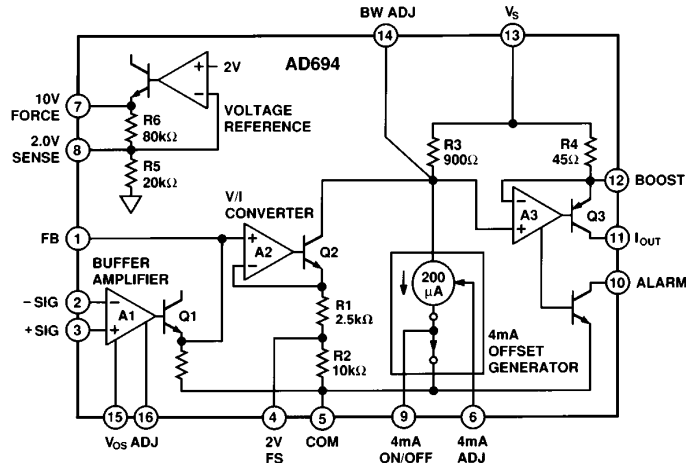 BW ADJ
VS
14
13
AD694
2V
+
−
10V
FORCE
7
VOLTAGE
REFERENCE
R6
80kΩ
2.0V
SENSE
8
R5
20kΩ
R3
900Ω
R4
45Ω
12
BOOST
V/I
CONVERTER
−
+
A3
Q3
FB
1
+
−
A2
Q2
11
IOUT
BUFFER
AMPLIFIER
200
µA
10
ALARM
−SIG
2
−
A1
Q1
+SIG
3
+
R1
2.5kΩ
4mA
OFFSET
GENERATOR
R2
10kΩ
15
16
4
5
9
6
VOS ADJ
2V
FS
COM
4mA
ON/OFF
4mA
ADJ